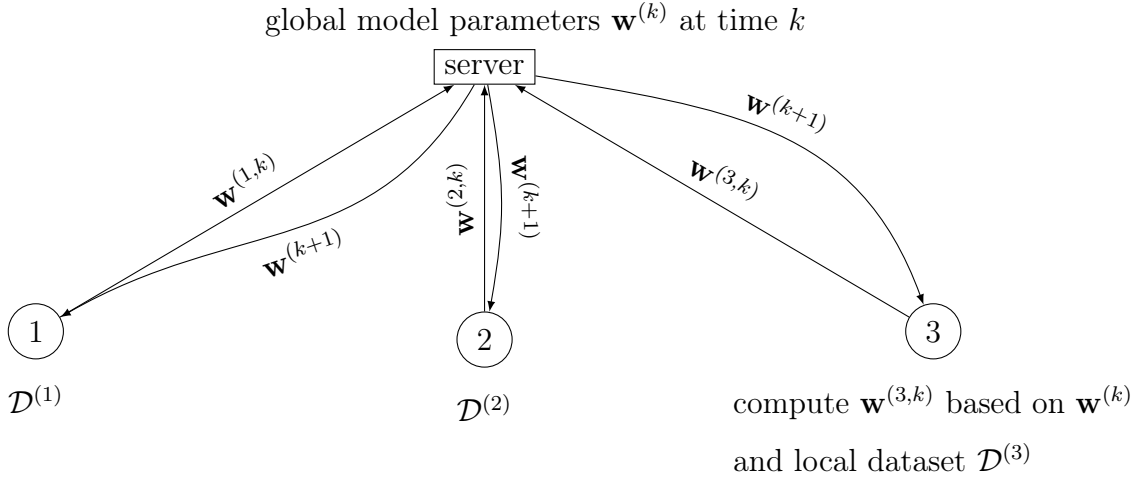 global model parameters w^(k) at time k
server
w^(k+1)
w^(1,k)
w^(2,k)
w^(k+1)
w^(3,k)
w^(k+1)
1
2
3
𝒟^(1)
𝒟^(2)
compute w^(3,k) based on w^(k)
and local dataset 𝒟^(3)